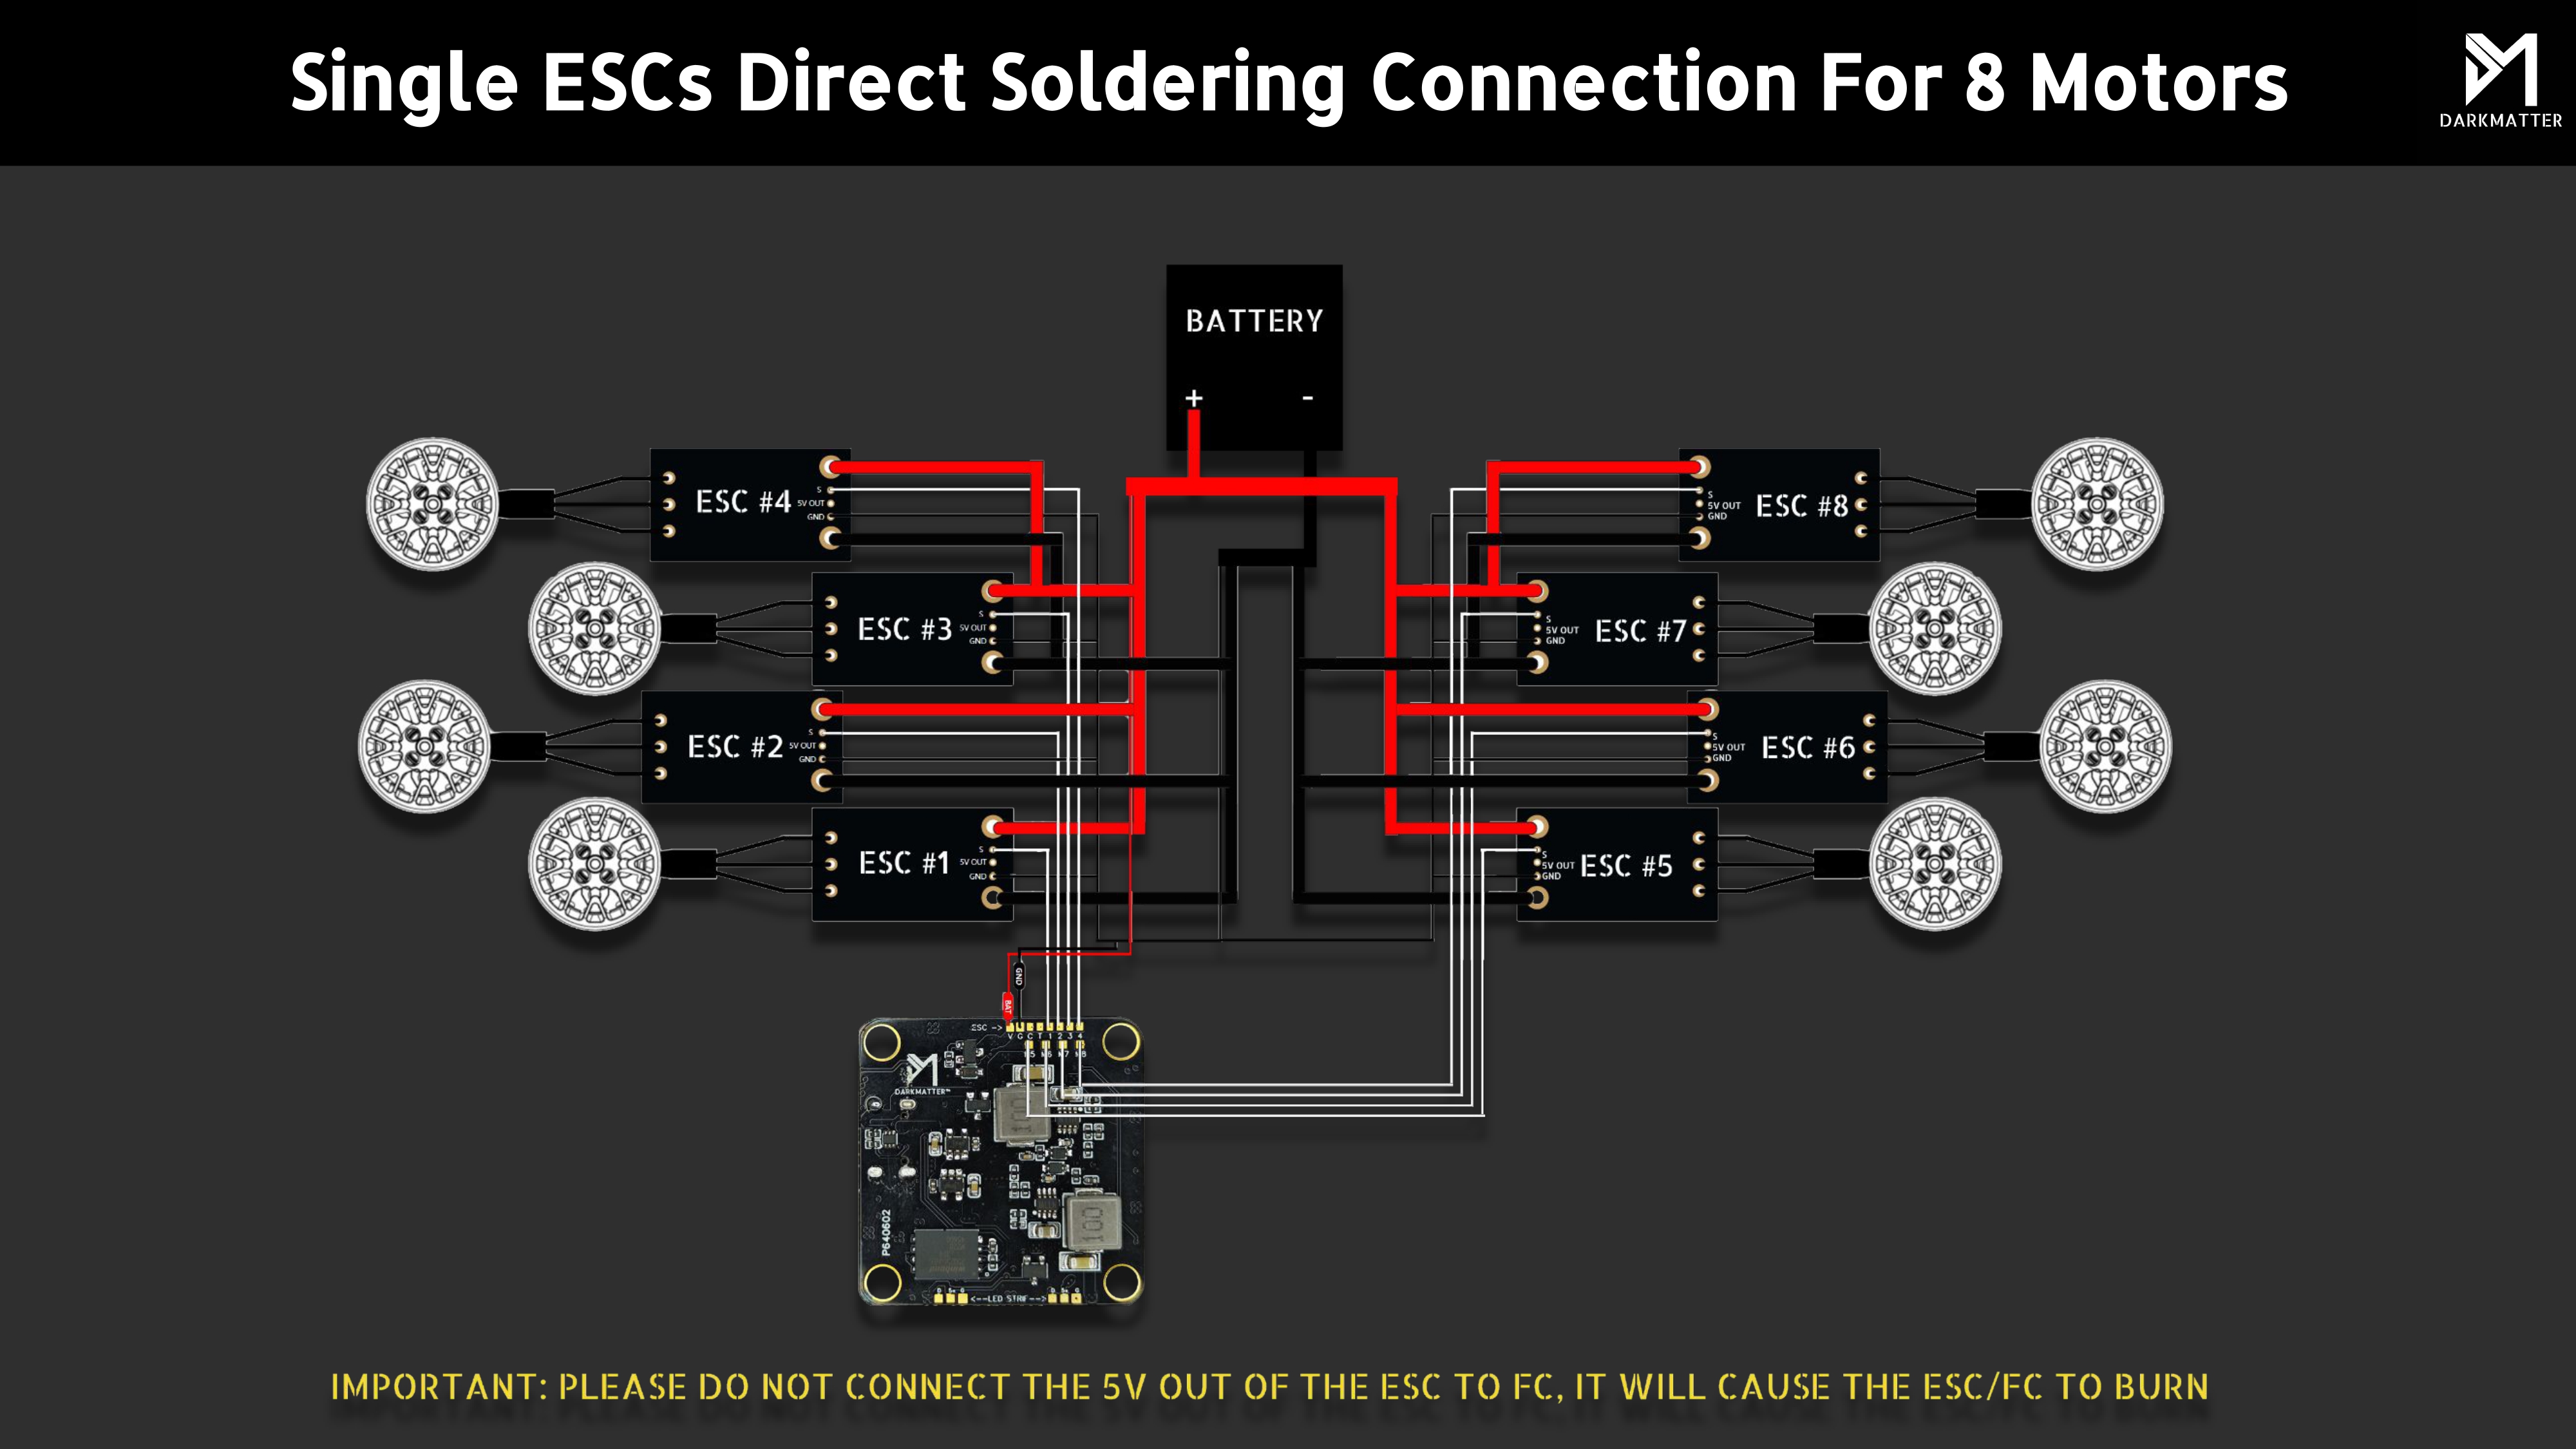 Single ESCs Direct Soldering Connection For 8 Motors
DARKMATTER
BATTERY
+ -
ESC #4
S
5V OUT
GND
ESC #8
S
5V OUT
GND
ESC #3
S
5V OUT
GND
ESC #7
S
5V OUT
GND
ESC #2
S
5V OUT
GND
ESC #6
S
5V OUT
GND
ESC #1
S
5V OUT
GND
ESC #5
S
5V OUT
GND
GND
BAT
ESC ->
V G C T 1 2 3 4
DARKMATTER
100
P640602
100
<--LED STRIP-->
IMPORTANT: PLEASE DO NOT CONNECT THE 5V OUT OF THE ESC TO FC, IT WILL CAUSE THE ESC/FC TO BURN